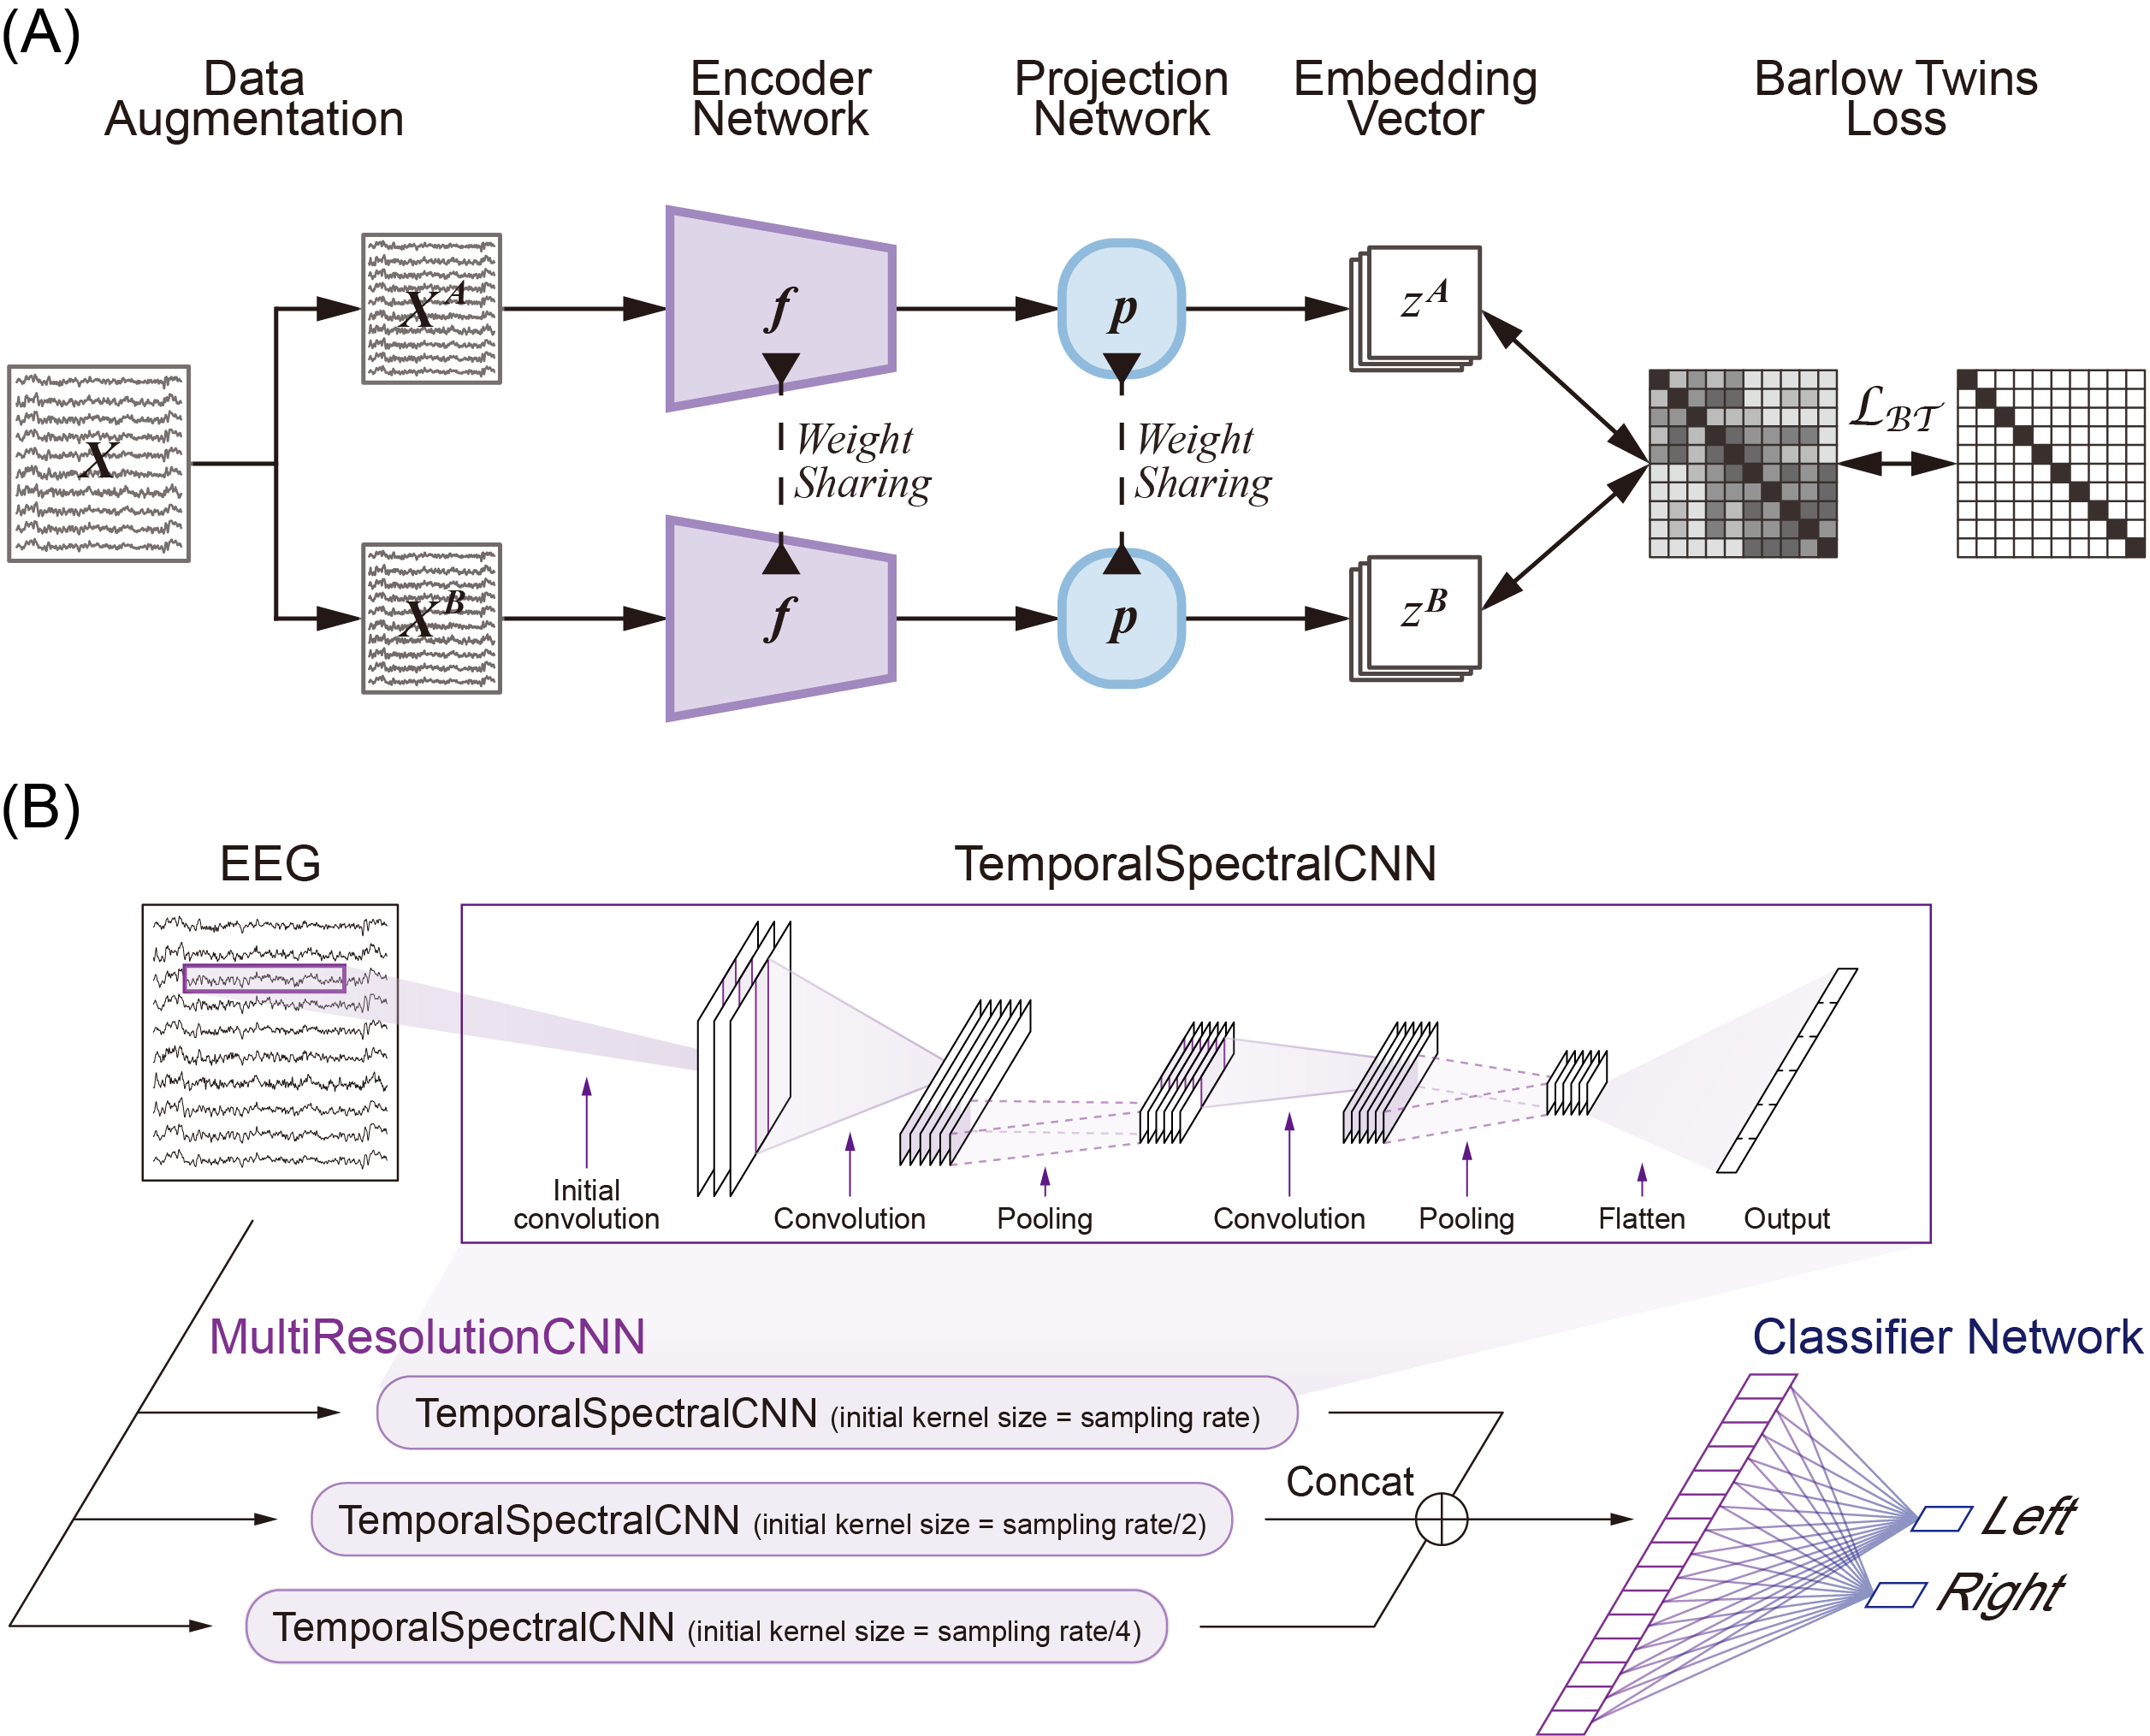 (A)
Data
Augmentation
Encoder
Network
Projection
Network
Embedding
Vector
Barlow Twins
Loss
X
X^A
f
p
z^A
Weight
Sharing
Weight
Sharing
ℒ_ℬ𝒯
X^B
f
p
z^B
(B)
EEG
TemporalSpectralCNN
Initial
convolution
Convolution
Pooling
Convolution
Pooling
Flatten
Output
MultiResolutionCNN
Classifier Network
TemporalSpectralCNN (initial kernel size = sampling rate)
TemporalSpectralCNN (initial kernel size = sampling rate/2)
TemporalSpectralCNN (initial kernel size = sampling rate/4)
Concat
Left
Right